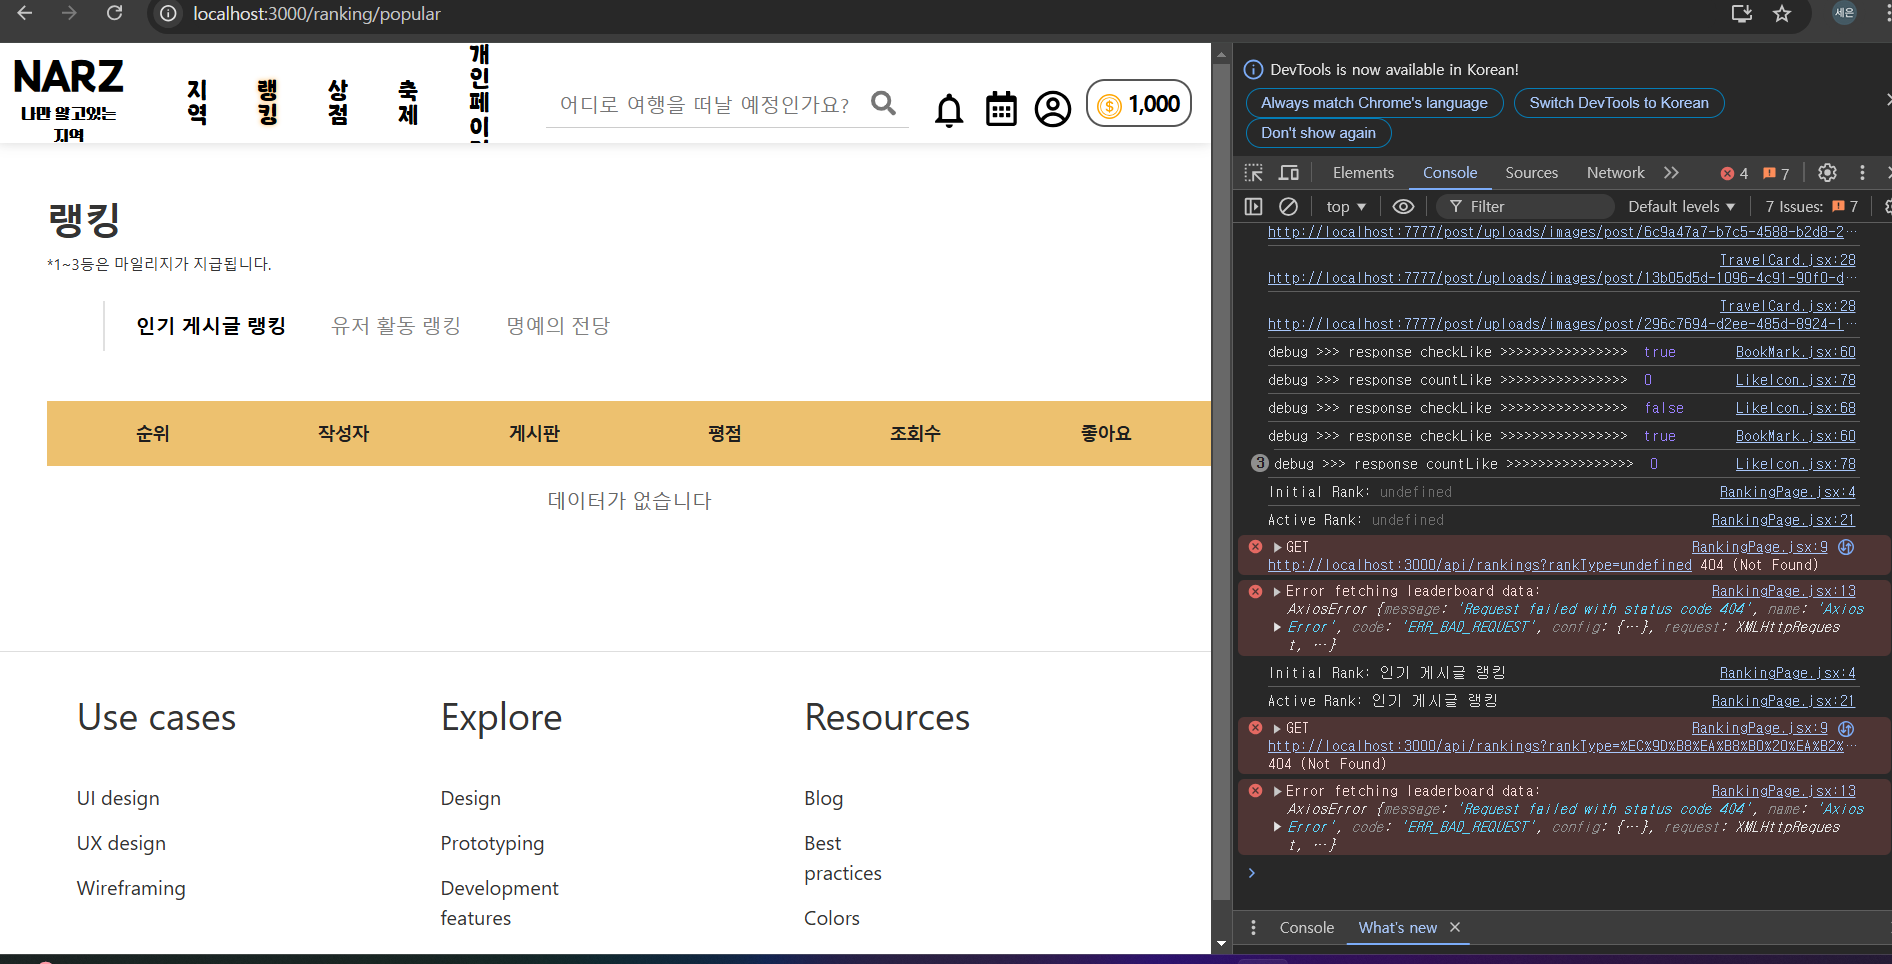 localhost:3000/ranking/popular
세은
NARZ
나만 알고있는
지역
지역
랭킹
상점
축제
개인페이
어디로 여행을 떠날 예정인가요?
1,000
랭킹
*1~3등은 마일리지가 지급됩니다.
인기 게시글 랭킹 유저 활동 랭킹 명예의 전당
순위 작성자 게시판 평점 조회수 좋아요
데이터가 없습니다
Use cases
UI design
UX design
Wireframing
Explore
Design
Prototyping
Development
features
Resources
Blog
Best
practices
Colors
DevTools is now available in Korean!
Always match Chrome's language Switch DevTools to Korean
Don't show again
Elements Console Sources Network 4 7
top Filter Default levels 7 Issues: 7
http://localhost:7777/post/uploads/images/post/6c9a47a7-b7c5-4588-b2d8-2…
TravelCard.jsx:28
http://localhost:7777/post/uploads/images/post/13b05d5d-1096-4c91-90f0-d…
TravelCard.jsx:28
http://localhost:7777/post/uploads/images/post/296c7694-d2ee-485d-8924-1…
debug >>> response checkLike >>>>>>>>>>>>>>>> true BookMark.jsx:60
debug >>> response countLike >>>>>>>>>>>>>>>> 0 LikeIcon.jsx:78
debug >>> response checkLike >>>>>>>>>>>>>>>> false LikeIcon.jsx:68
debug >>> response checkLike >>>>>>>>>>>>>>>> true BookMark.jsx:60
3 debug >>> response countLike >>>>>>>>>>>>>>>> 0 LikeIcon.jsx:78
Initial Rank: undefined RankingPage.jsx:4
Active Rank: undefined RankingPage.jsx:21
GET RankingPage.jsx:9
http://localhost:3000/api/rankings?rankType=undefined 404 (Not Found)
Error fetching leaderboard data: RankingPage.jsx:13
AxiosError {message: 'Request failed with status code 404', name: 'Axios
Error', code: 'ERR_BAD_REQUEST', config: {…}, request: XMLHttpReques
t, …}
Initial Rank: 인기 게시글 랭킹 RankingPage.jsx:4
Active Rank: 인기 게시글 랭킹 RankingPage.jsx:21
GET RankingPage.jsx:9
http://localhost:3000/api/rankings?rankType=%EC%9D%B8%EA%B8%B0%20%EA%B2%…
404 (Not Found)
Error fetching leaderboard data: RankingPage.jsx:13
AxiosError {message: 'Request failed with status code 404', name: 'Axios
Error', code: 'ERR_BAD_REQUEST', config: {…}, request: XMLHttpReques
t, …}
Console What's new